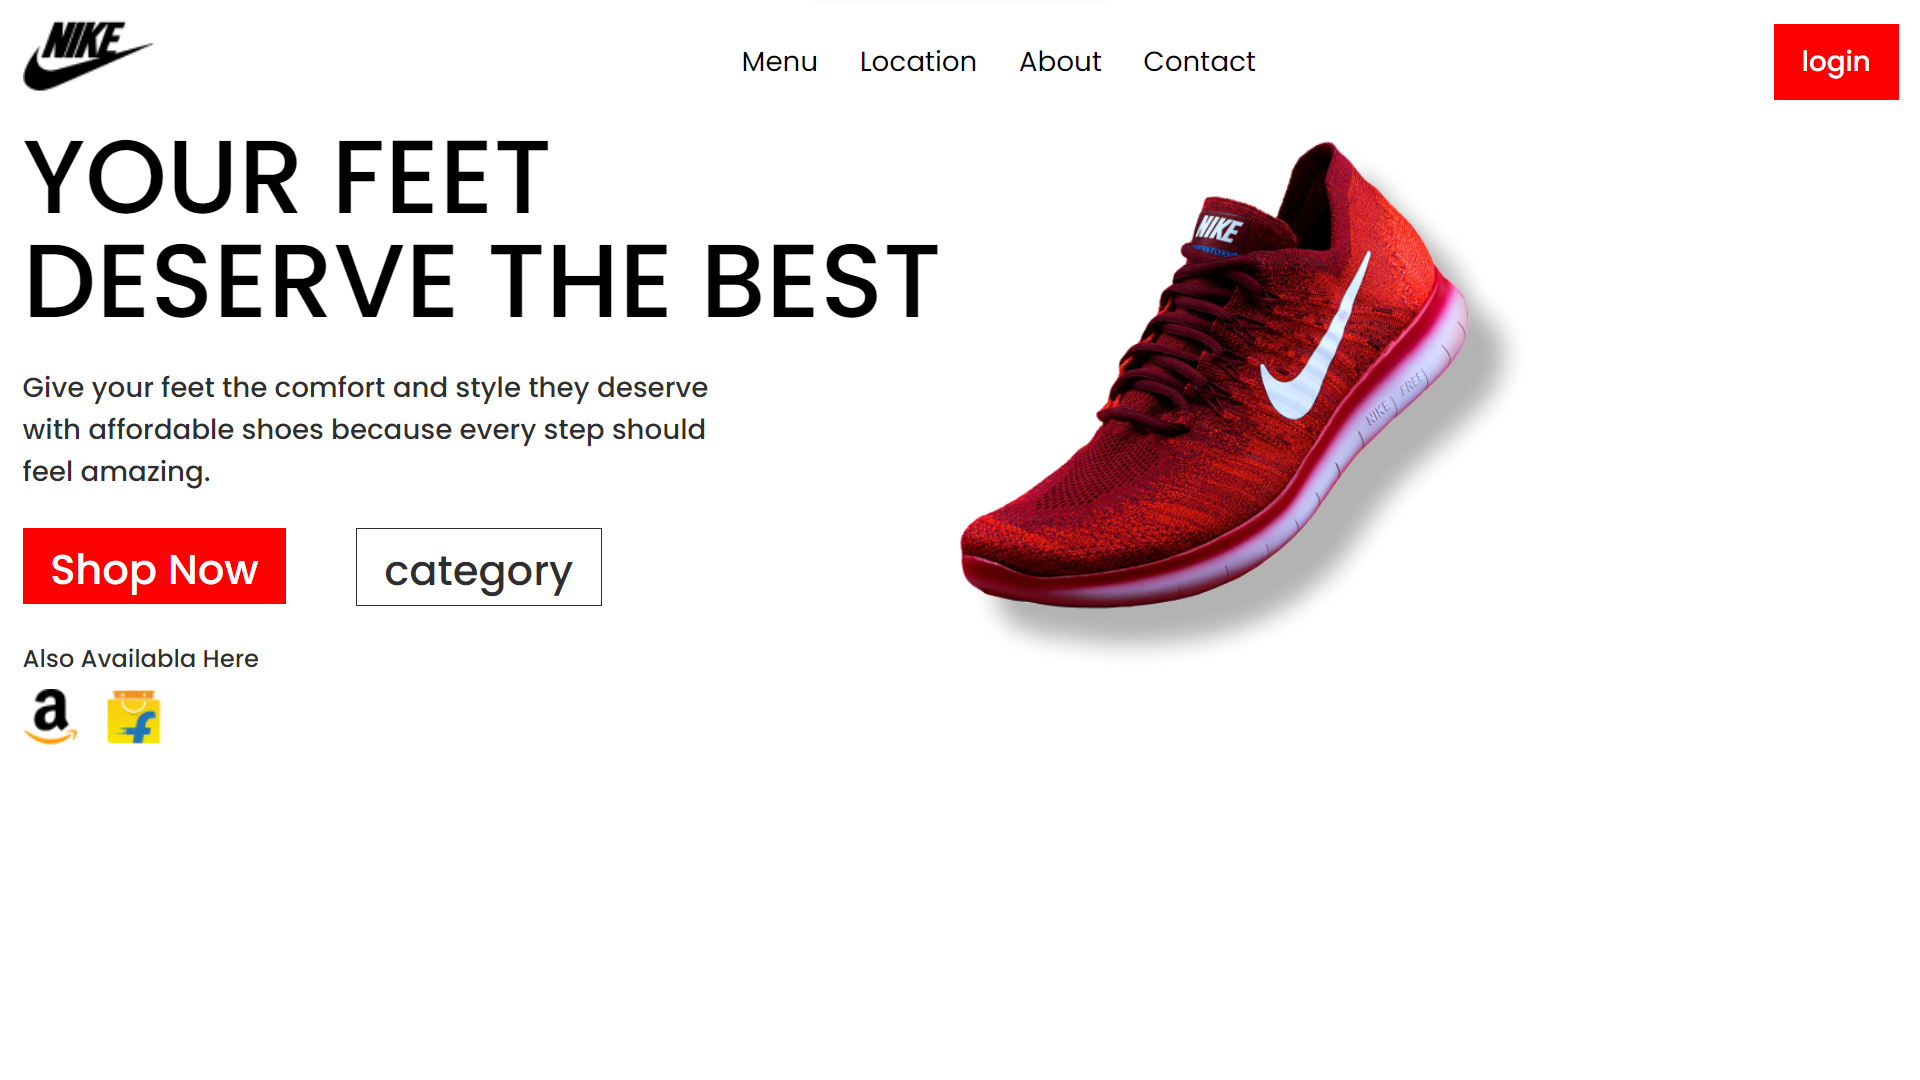 NIKE
Menu Location About Contact
login
YOUR FEET
DESERVE THE BEST
NIKE
Give your feet the comfort and style they deserve
with affordable shoes because every step should
feel amazing.
NIKE FREE
Shop Now
category
Also Availabla Here
a
f